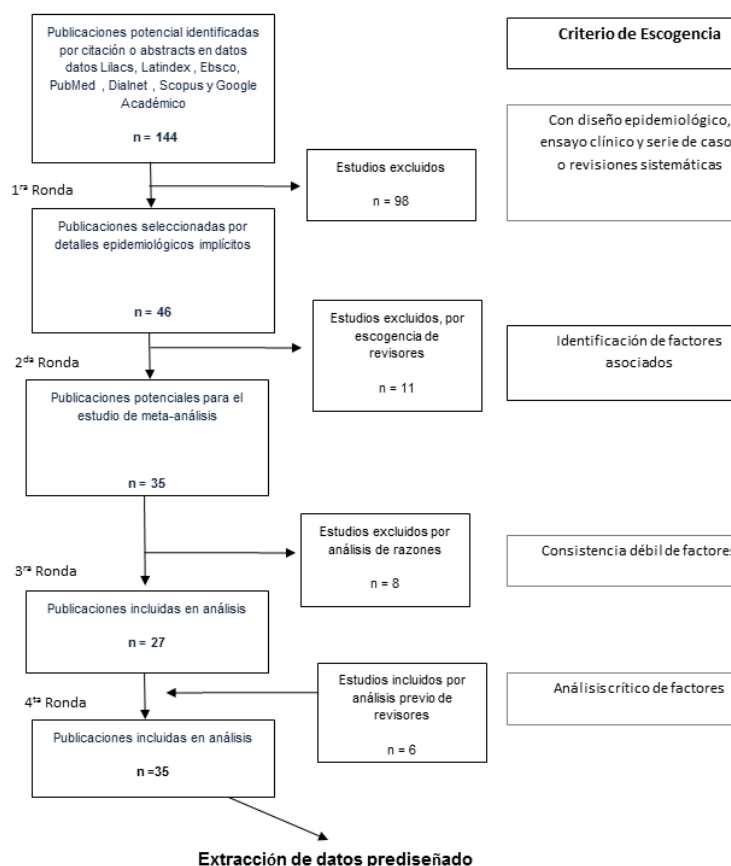 Publicaciones potencial identificadas
por citación o abstracts en datos
datos Lilacs, Latindex , Ebsco,
PubMed , Dialnet , Scopus y Google
Académico
n = 144
Criterio de Escogencia
Con diseño epidemiológico,
ensayo clínico y serie de caso
o revisiones sistemáticas
Estudios excluidos
n = 98
1ra Ronda
Publicaciones seleccionadas por
detalles epidemiológicos implícitos
n = 46
Estudios excluidos, por
escogencia de
revisores
n = 11
Identificación de factores
asociados
2da Ronda
Publicaciones potenciales para el
estudio de meta-análisis
n = 35
Estudios excluidos por
análisis de razones
n = 8
Consistencia débil de factore
3ra Ronda
Publicaciones incluidas en análisis
n = 27
Estudios incluidos por
análisis previo de
revisores
n = 6
Análisis crítico de factores
4ta Ronda
Publicaciones incluidas en análisis
n =35
Extracción de datos prediseñado